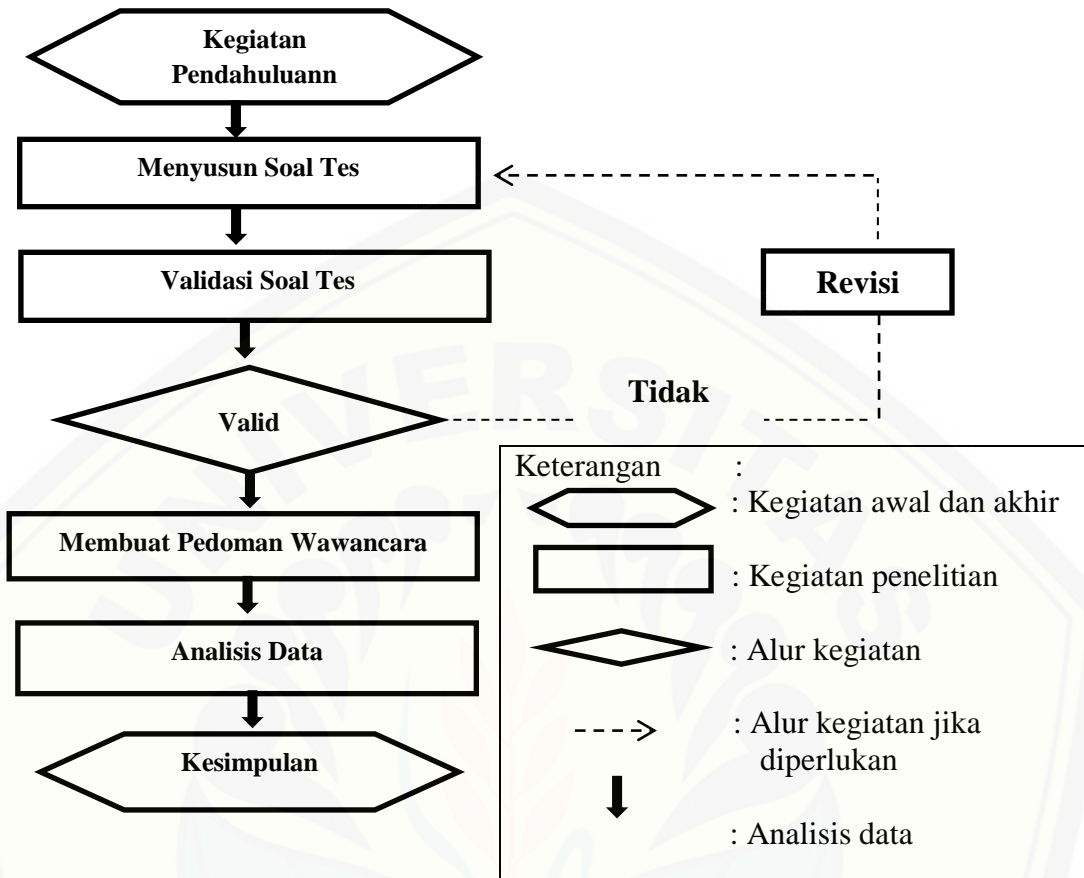 Kegiatan
Pendahuluann
Menyusun Soal Tes
Validasi Soal Tes
Revisi
Valid
Tidak
Membuat Pedoman Wawancara
Analisis Data
Kesimpulan
Keterangan :
: Kegiatan awal dan akhir
: Kegiatan penelitian
: Alur kegiatan
: Alur kegiatan jika
diperlukan
: Analisis data
UNIVERSITAS